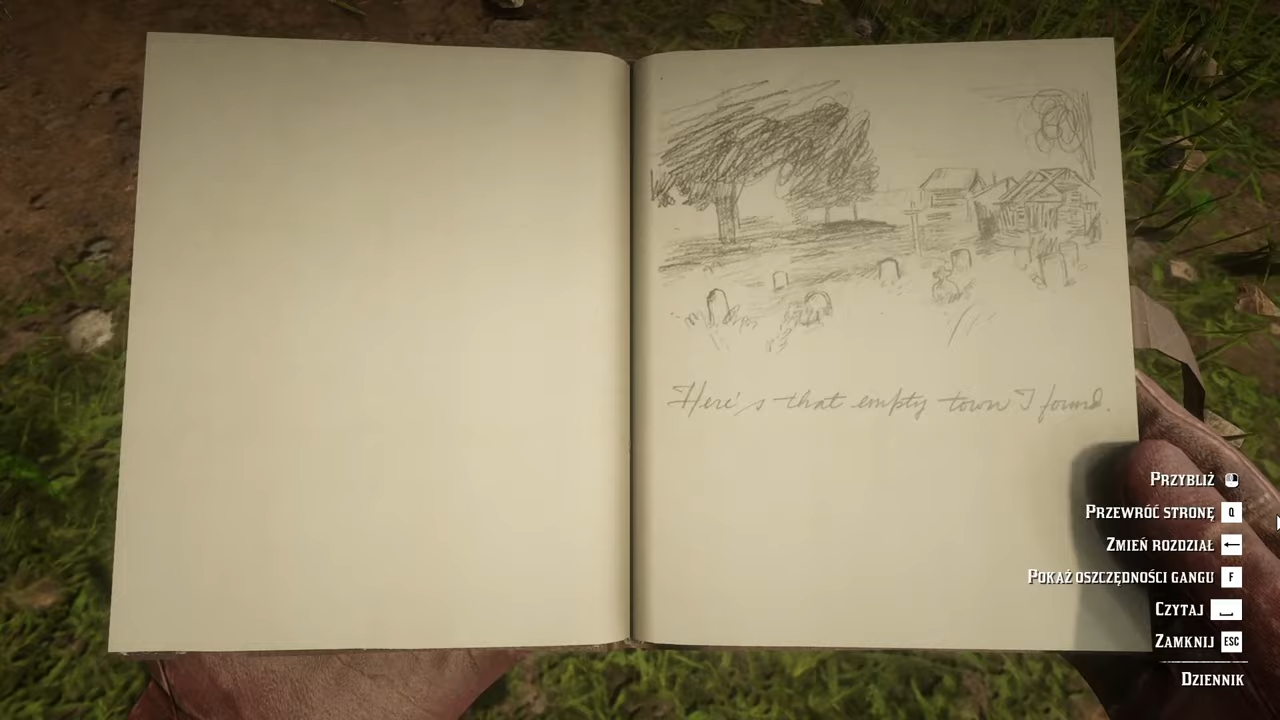 Here's that empty town I found.
Przybliż
Przewróć stronę Q
Zmień rozdział
Pokaż oszczędności gangu F
Czytaj
Zamknij ESC
Dziennik